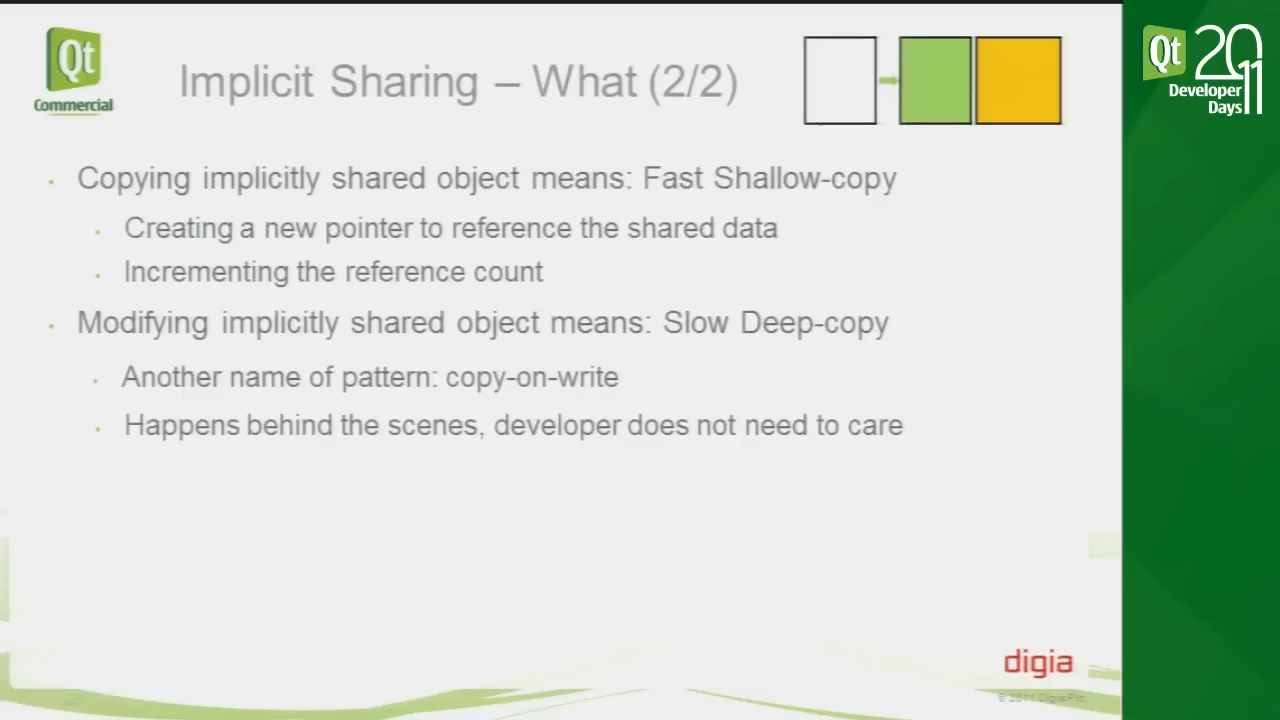 Qt
Commercial
Implicit Sharing – What (2/2)
Qt 2011
Developer
Days
· Copying implicitly shared object means: Fast Shallow-copy
· Creating a new pointer to reference the shared data
· Incrementing the reference count
· Modifying implicitly shared object means: Slow Deep-copy
· Another name of pattern: copy-on-write
· Happens behind the scenes, developer does not need to care
digia
© 2011 Digia Plc